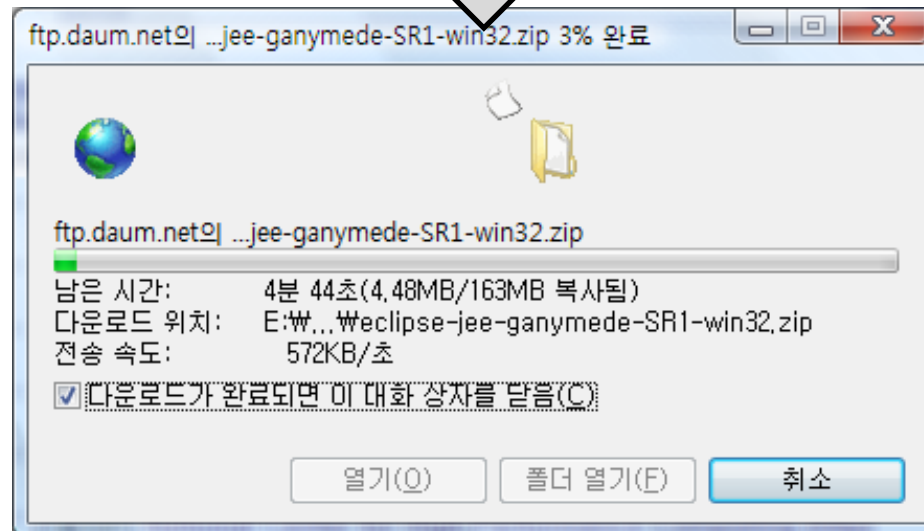 ftp.daum.net의 ...jee-ganymede-SR1-win32.zip 3% 완료
ftp.daum.net의 ...jee-ganymede-SR1-win32.zip
남은 시간: 4분 44초(4,48MB/163MB 복사됨)
다운로드 위치: E:₩...₩eclipse-jee-ganymede-SR1-win32.zip
전송 속도: 572KB/초
다운로드가 완료되면 이 대화 상자를 닫음(C)
열기(O) 폴더 열기(F) 취소